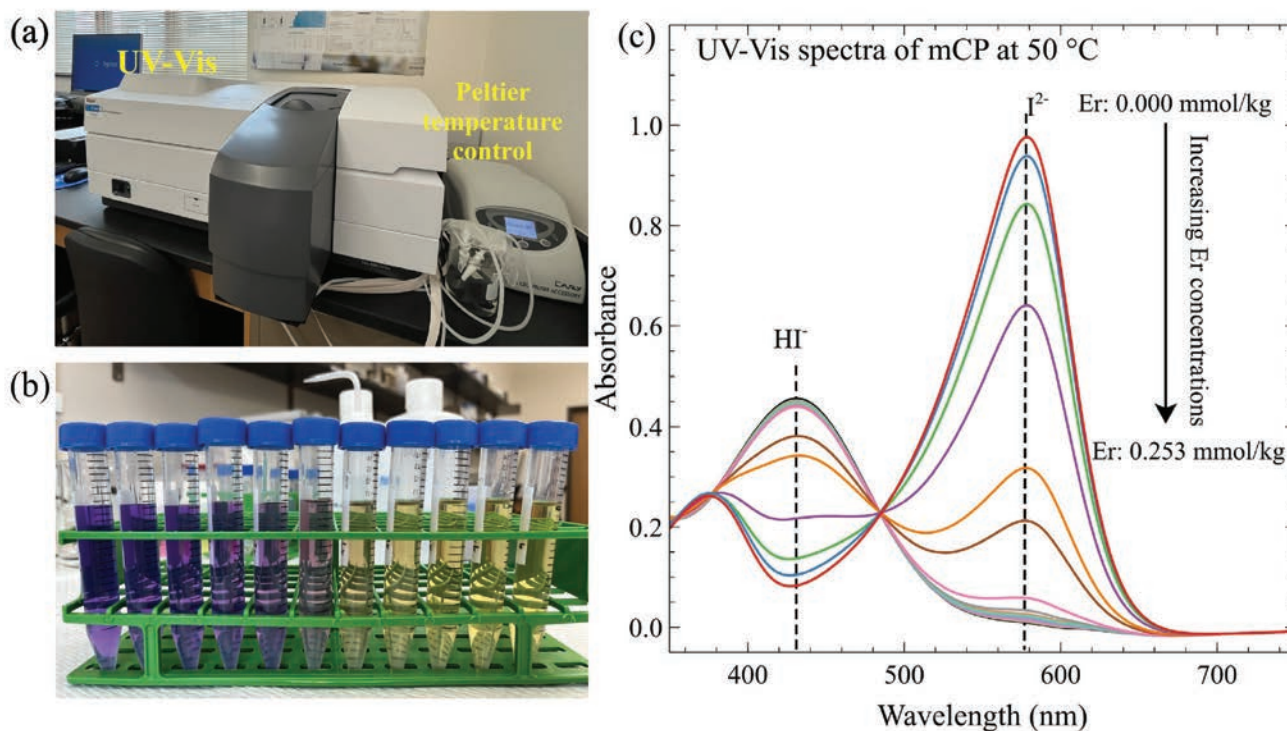 (a)
UV-Vis
Peltier
temperature
control
(b)
(c)
UV-Vis spectra of mCP at 50 °C
I2-
Er: 0.000 mmol/kg
Increasing Er concentrations
Er: 0.253 mmol/kg
HI-
Absorbance
1.0
0.8
0.6
0.4
0.2
0.0
400
500
600
700
Wavelength (nm)